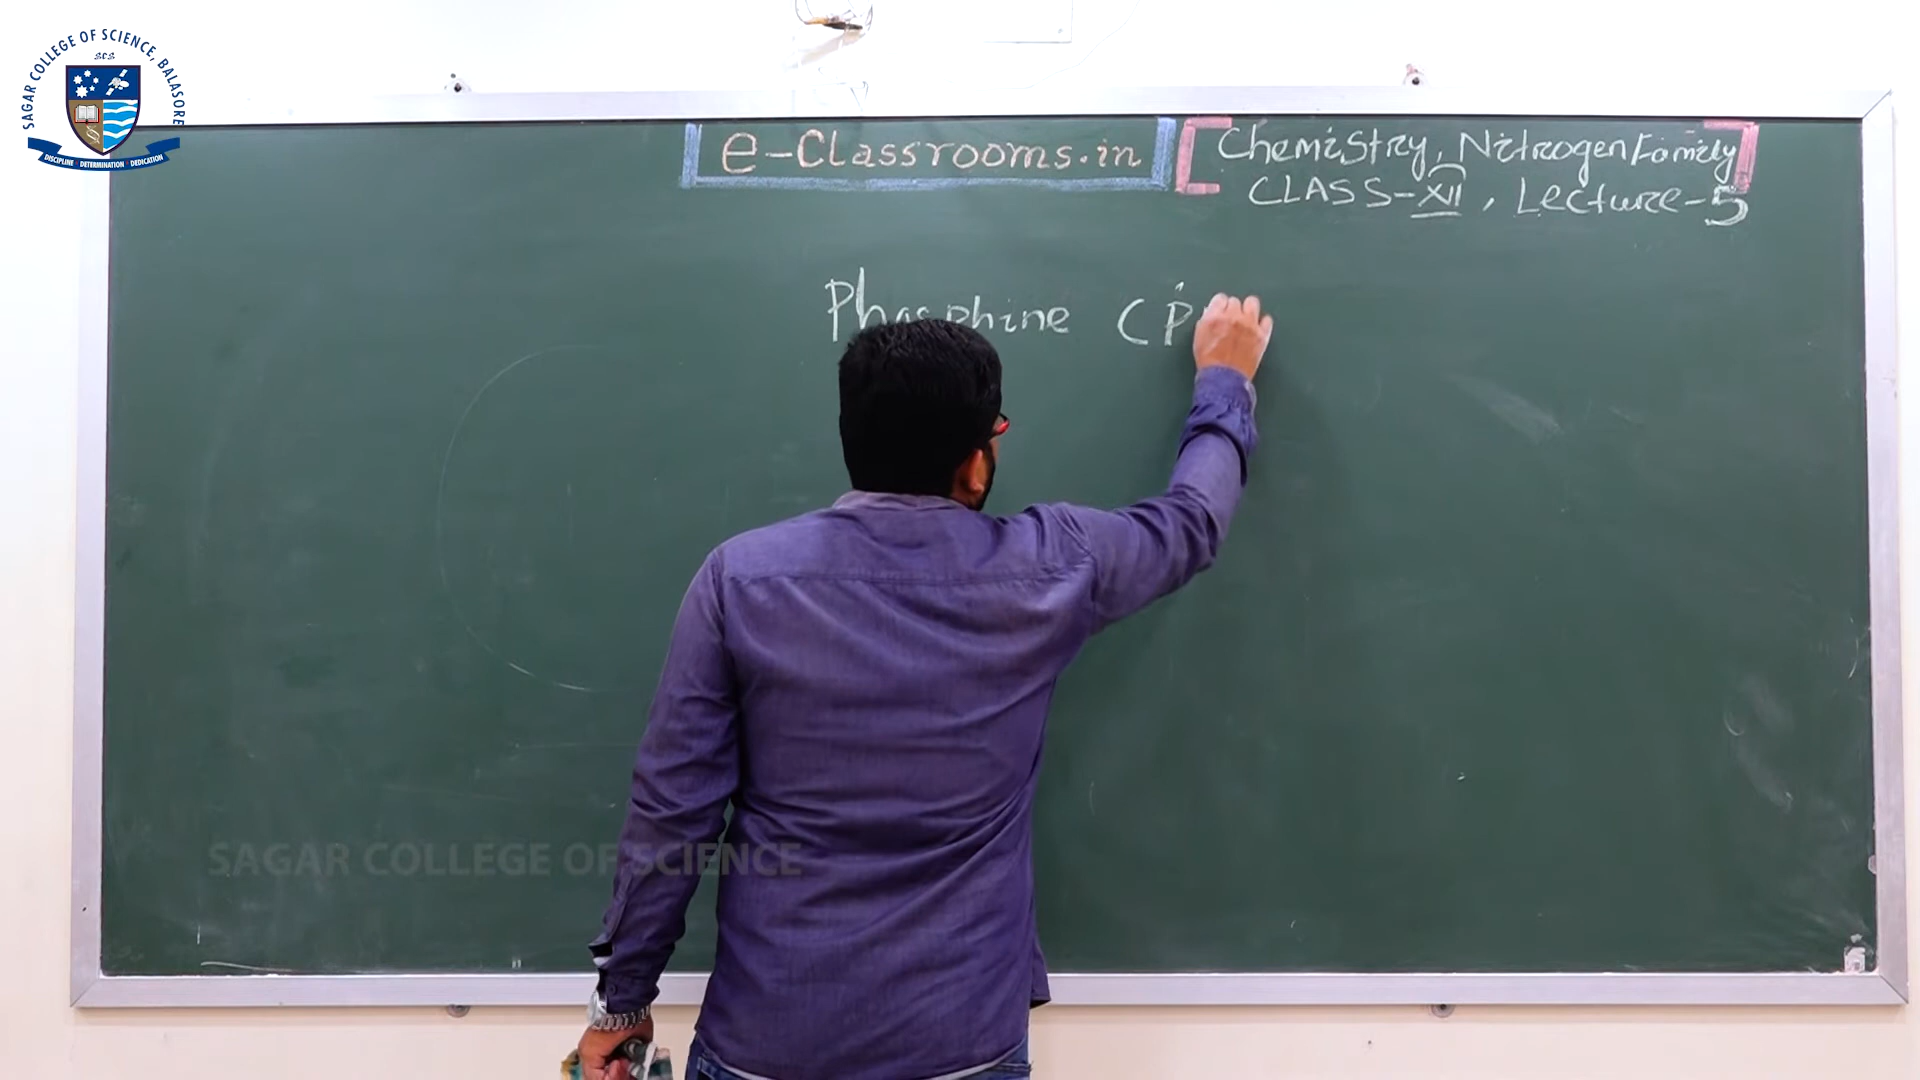 SAGAR COLLEGE OF SCIENCE, BALASORE
SCS
DISCIPLINE DETERMINATION DEDICATION
e-Classrooms.in
Chemistry, Nitrogen Family
CLASS-XII, Lecture-5
Phosphine (P
SAGAR COLLEGE OF SCIENCE